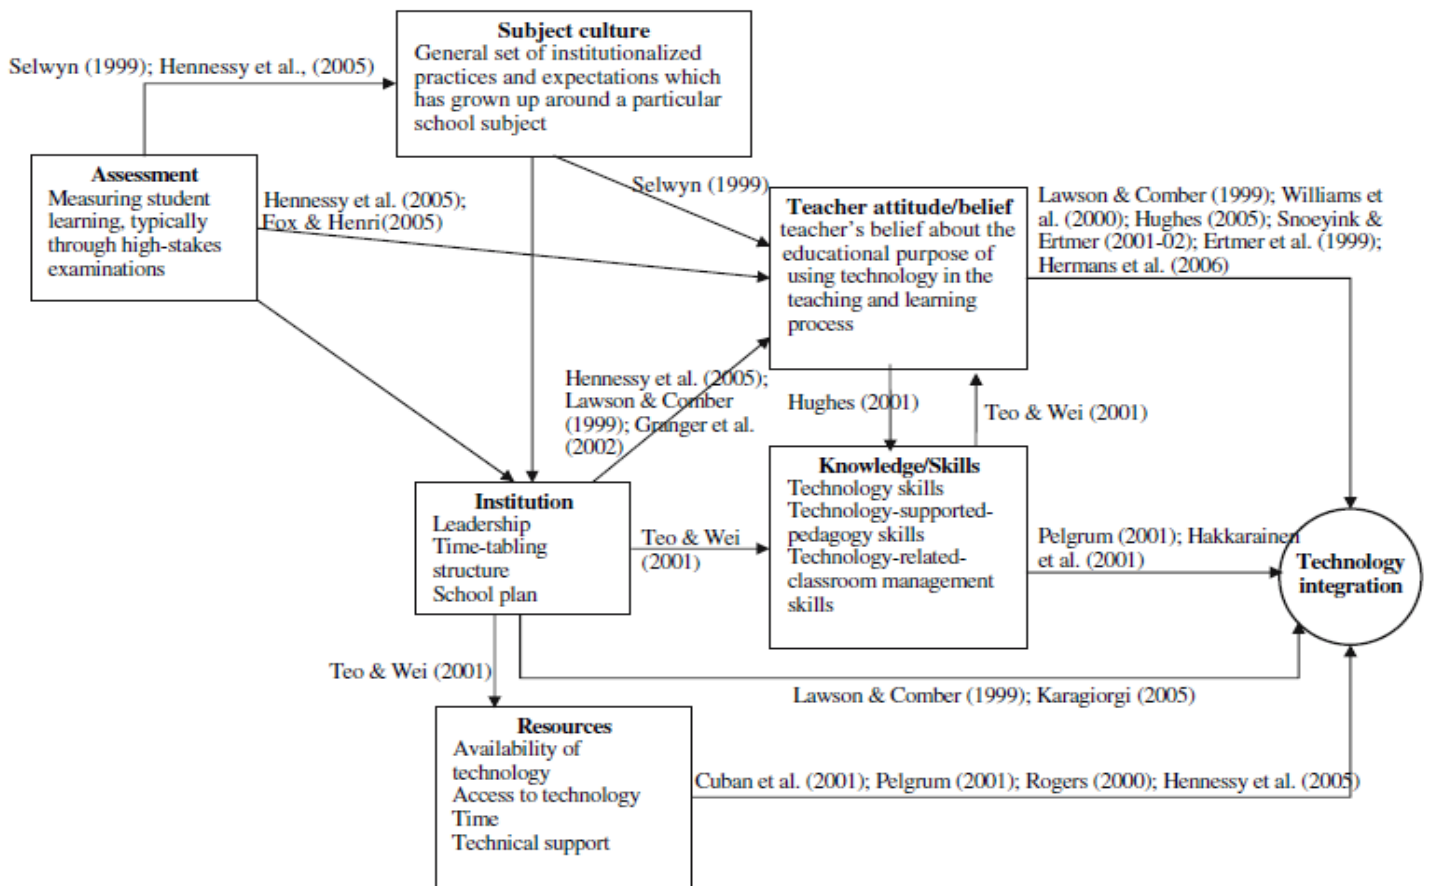 Subject culture
General set of institutionalized
practices and expectations which
has grown up around a particular
school subject
Selwyn (1999); Hennessy et al., (2005)
Assessment
Measuring student
learning, typically
through high-stakes
examinations
Hennessy et al. (2005);
Fox & Henri(2005)
Selwyn (1999)
Teacher attitude/belief
teacher's belief about the
educational purpose of
using technology in the
teaching and learning
process
Lawson & Comber (1999); Williams et
al. (2000); Hughes (2005); Snoeyink &
Ertmer (2001-02); Ertmer et al. (1999);
Hermans et al. (2006)
Hennessy et al. (2005);
Lawson & Comber
(1999); Granger et al.
(2002)
Hughes (2001)
Teo & Wei (2001)
Knowledge/Skills
Technology skills
Technology-supported-
pedagogy skills
Technology-related-
classroom management
skills
Institution
Leadership
Time-tabling
structure
School plan
Teo & Wei
(2001)
Pelgrum (2001); Hakkarainen
et al. (2001)
Technology
integration
Teo & Wei (2001)
Lawson & Comber (1999); Karagiorgi (2005)
Resources
Availability of
technology
Access to technology
Time
Technical support
Cuban et al. (2001); Pelgrum (2001); Rogers (2000); Hennessy et al. (2005)